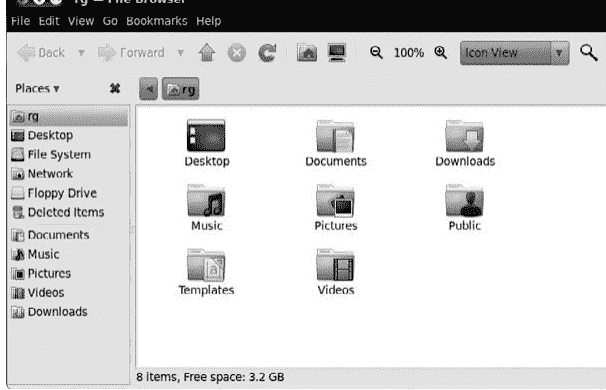 rg — File Browser
File Edit View Go Bookmarks Help
Back Forward 100% Icon View
Places rg
rg
Desktop
File System
Network
Floppy Drive
Deleted Items
Documents
Music
Pictures
Videos
Downloads
Desktop Documents Downloads
Music Pictures Public
Templates Videos
8 items, Free space: 3.2 GB